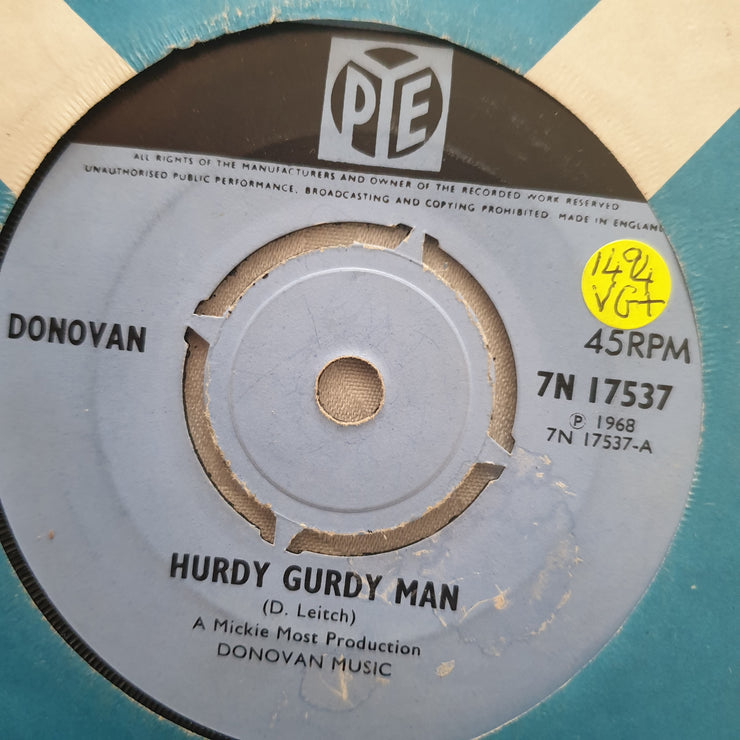 PYE
ALL RIGHTS OF THE MANUFACTURERS AND OWNER OF THE RECORDED WORK RESERVED
UNAUTHORISED PUBLIC PERFORMANCE, BROADCASTING AND COPYING PROHIBITED MADE IN ENGLAND
1494
VG+
45RPM
DONOVAN
7N 17537
℗ 1968
7N 17537-A
HURDY GURDY MAN
(D. Leitch)
A Mickie Most Production
DONOVAN MUSIC